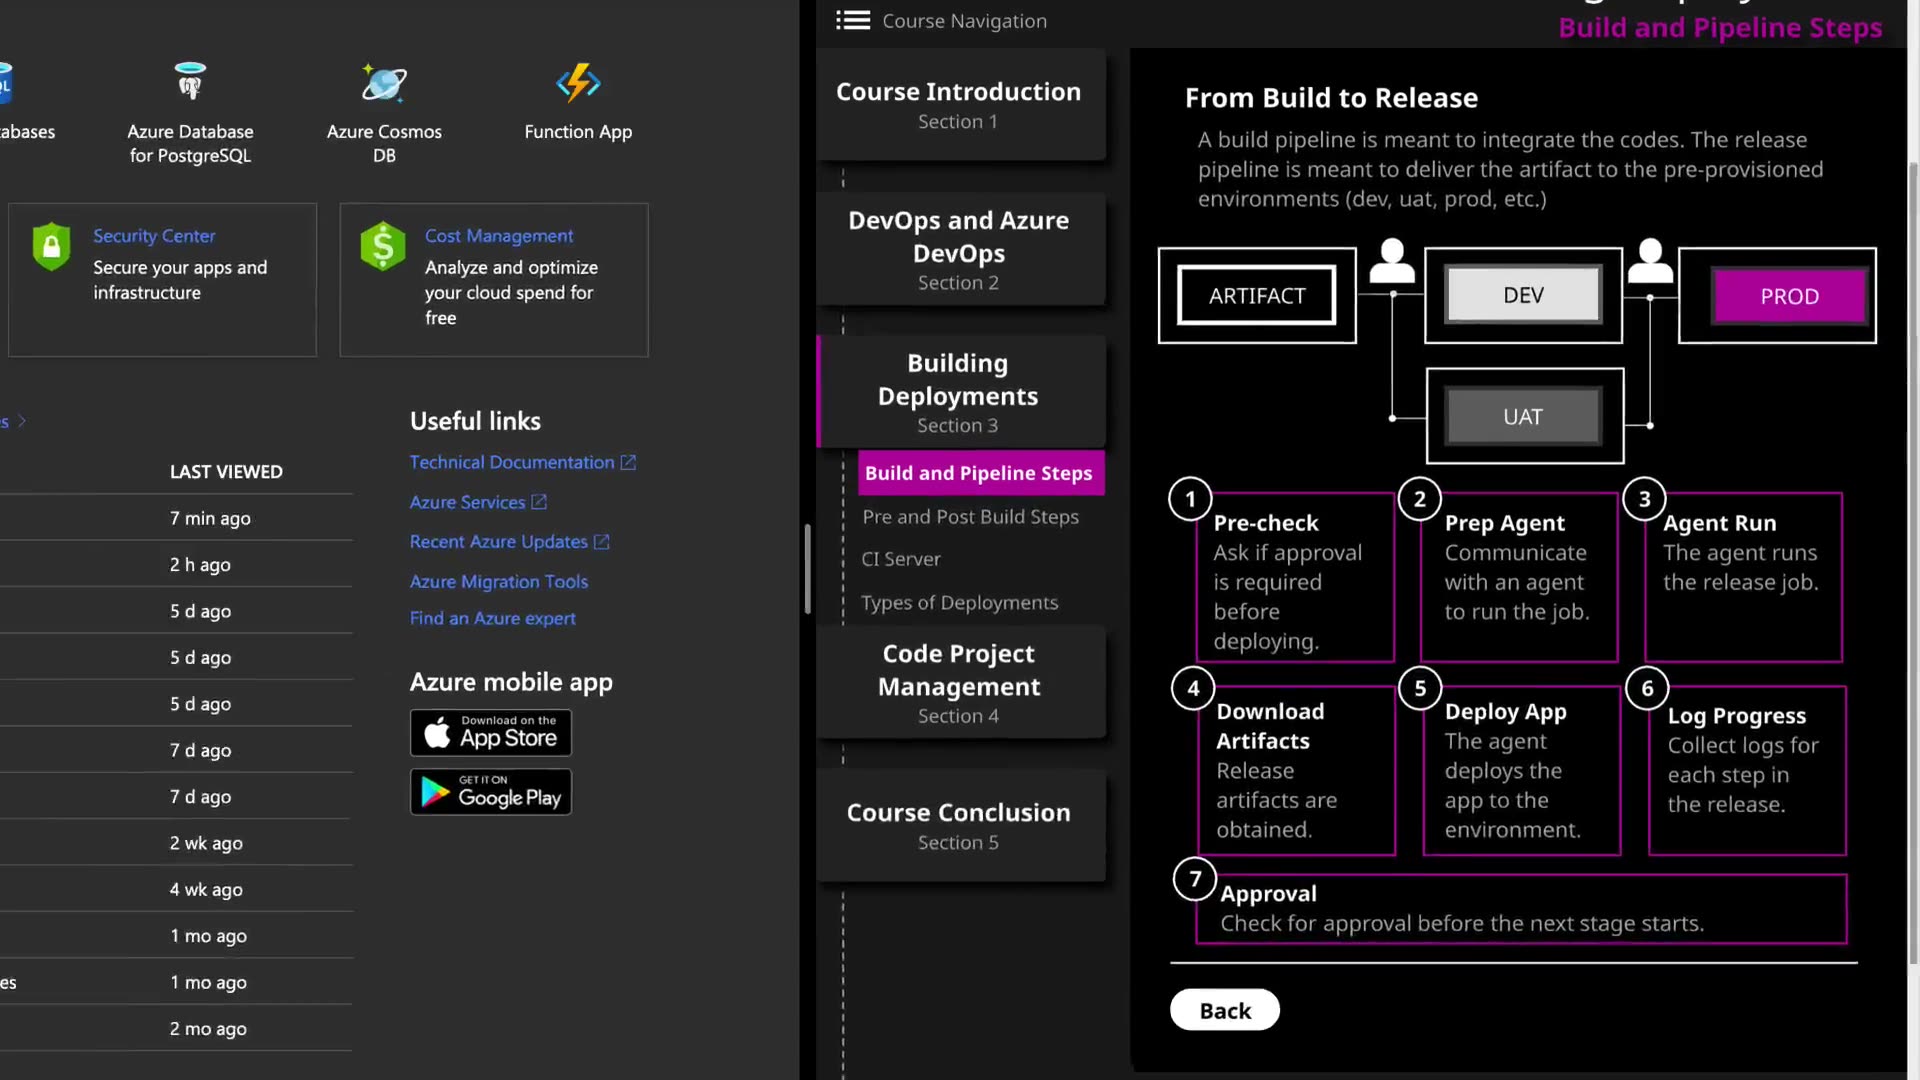 Azure Database
for PostgreSQL
Azure Cosmos
DB
Function App
Security Center
Secure your apps and
infrastructure
Cost Management
Analyze and optimize
your cloud spend for
free
LAST VIEWED
7 min ago
2 h ago
5 d ago
5 d ago
5 d ago
7 d ago
7 d ago
2 wk ago
4 wk ago
1 mo ago
1 mo ago
2 mo ago
Useful links
Technical Documentation
Azure Services
Recent Azure Updates
Azure Migration Tools
Find an Azure expert
Azure mobile app
Download on the
App Store
GET IT ON
Google Play
Course Navigation
Course Introduction
Section 1
DevOps and Azure
DevOps
Section 2
Building
Deployments
Section 3
Build and Pipeline Steps
Pre and Post Build Steps
CI Server
Types of Deployments
Code Project
Management
Section 4
Course Conclusion
Section 5
Build and Pipeline Steps
From Build to Release
A build pipeline is meant to integrate the codes. The release
pipeline is meant to deliver the artifact to the pre-provisioned
environments (dev, uat, prod, etc.)
ARTIFACT
DEV
PROD
UAT
1
Pre-check
Ask if approval
is required
before
deploying.
2
Prep Agent
Communicate
with an agent
to run the job.
3
Agent Run
The agent runs
the release job.
4
Download
Artifacts
Release
artifacts are
obtained.
5
Deploy App
The agent
deploys the
app to the
environment.
6
Log Progress
Collect logs for
each step in
the release.
7
Approval
Check for approval before the next stage starts.
Back